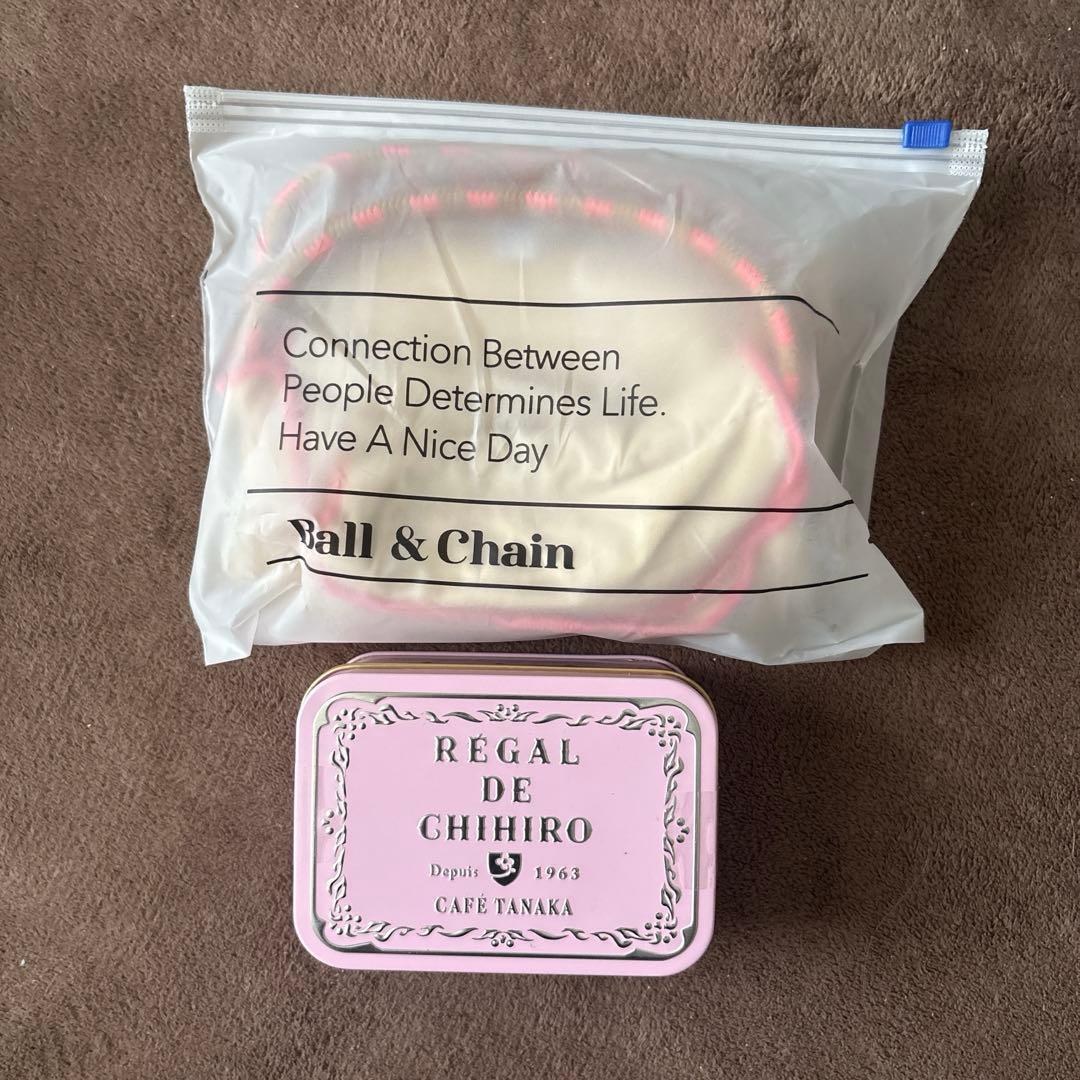 Connection Between
People Determines Life.
Have A Nice Day
Ball & Chain
RÉGAL
DE
CHIHIRO
Depuis 1963
CAFÉ TANAKA